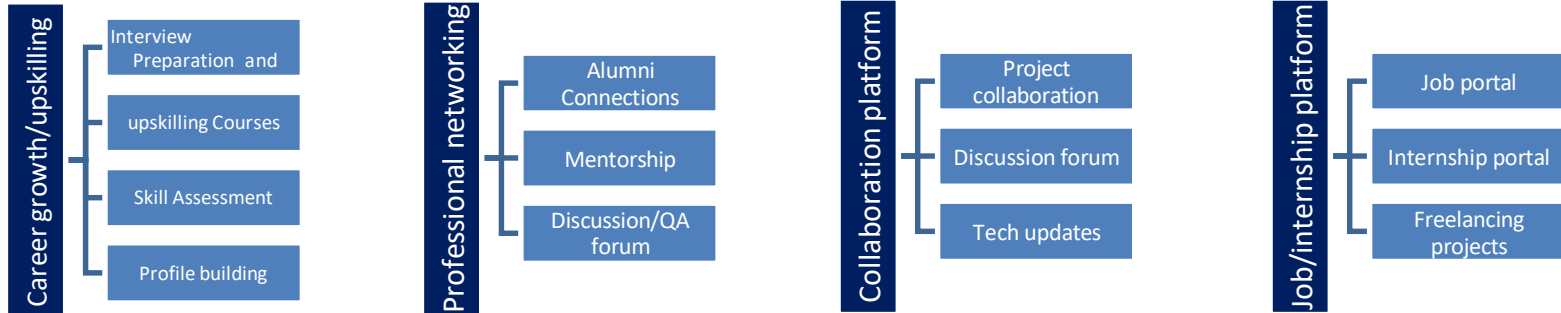 Career growth/upskilling
Interview
Preparation and
upskilling Courses
Skill Assessment
Profile building
Professional networking
Alumni
Connections
Mentorship
Discussion/QA
forum
Collaboration platform
Project
collaboration
Discussion forum
Tech updates
Job/internship platform
Job portal
Internship portal
Freelancing
projects